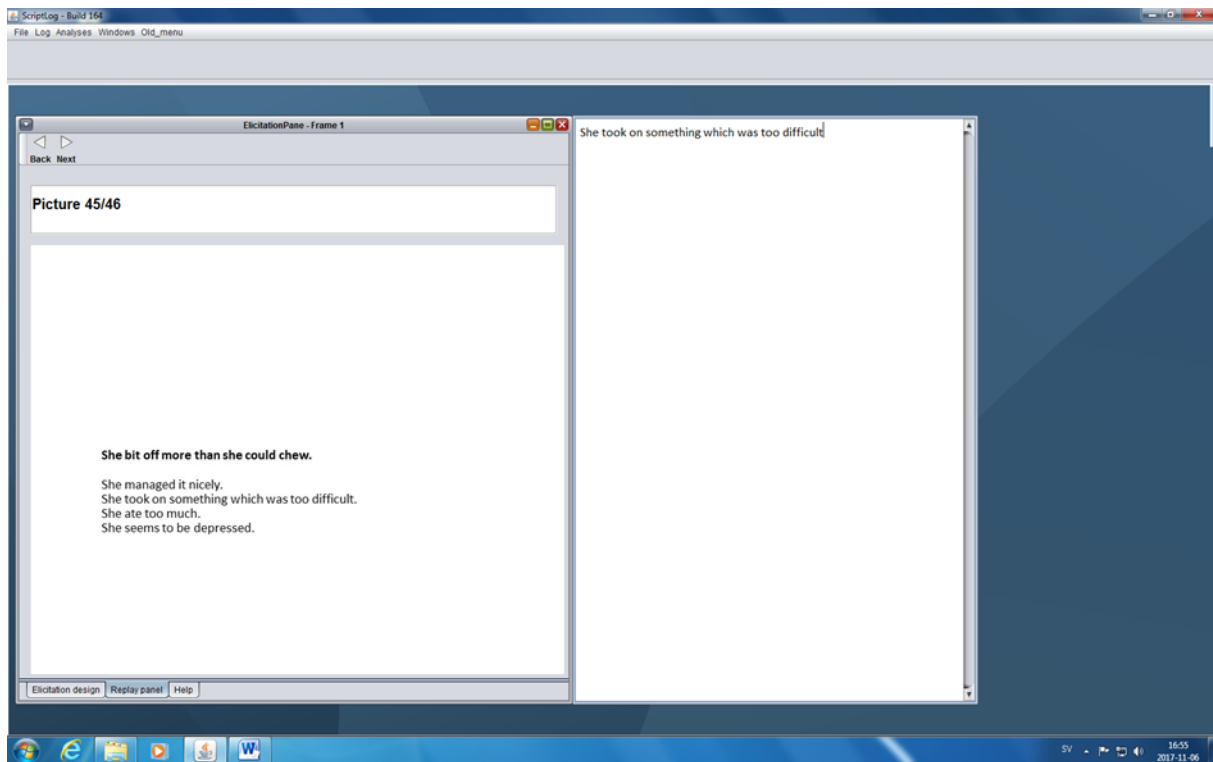 ScriptLog - Build 164
File Log Analyses Windows Old_menu
ElicitationPane - Frame 1
Back Next
Picture 45/46
She bit off more than she could chew.
She managed it nicely.
She took on something which was too difficult.
She ate too much.
She seems to be depressed.
Elicitation design Replay panel Help
She took on something which was too difficult
SV
16:55
2017-11-06